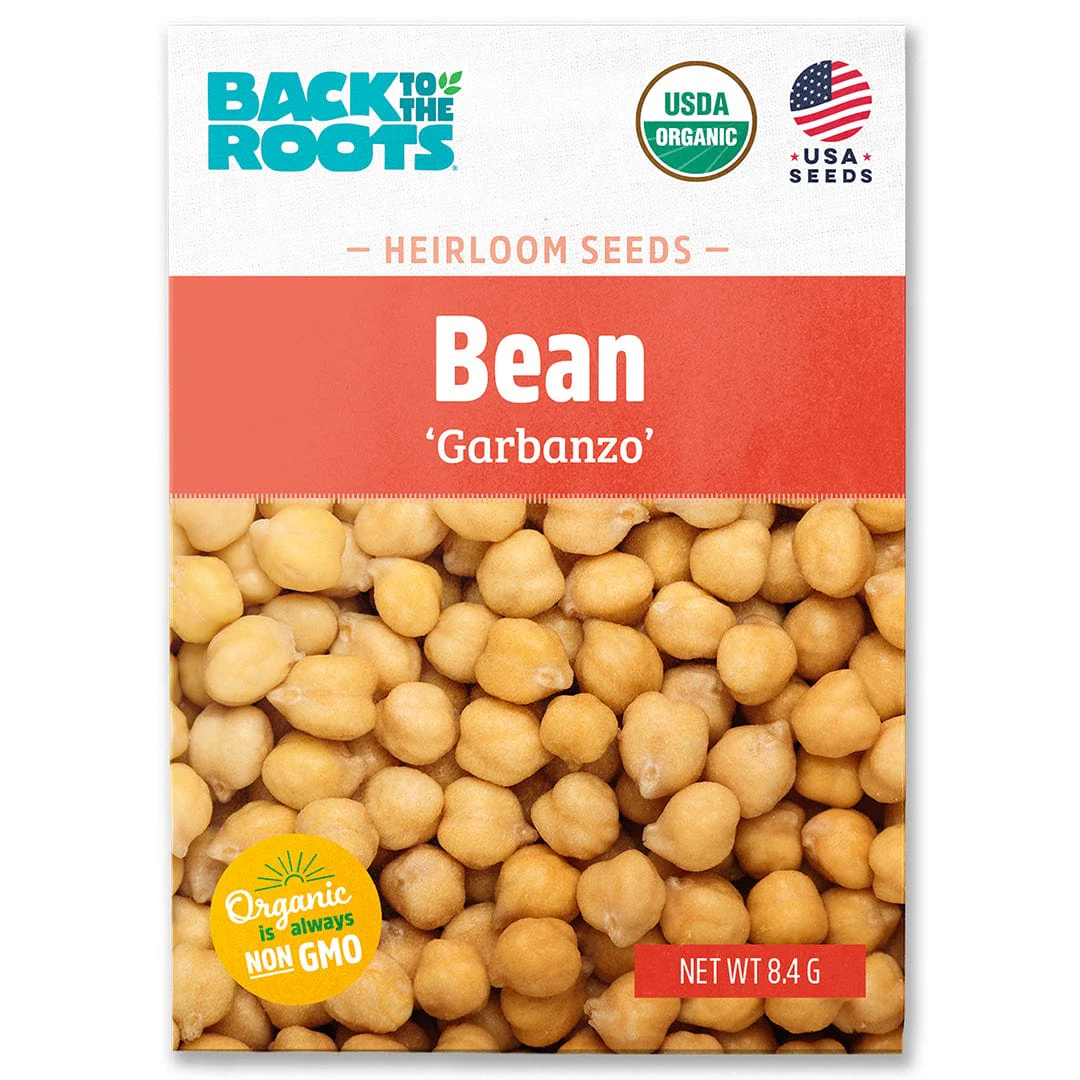 BACK TO THE ROOTS®
USDA
ORGANIC
★USA★
SEEDS
— HEIRLOOM SEEDS —
Bean
‘Garbanzo’
Organic
is always
NON GMO
NET WT 8.4 G